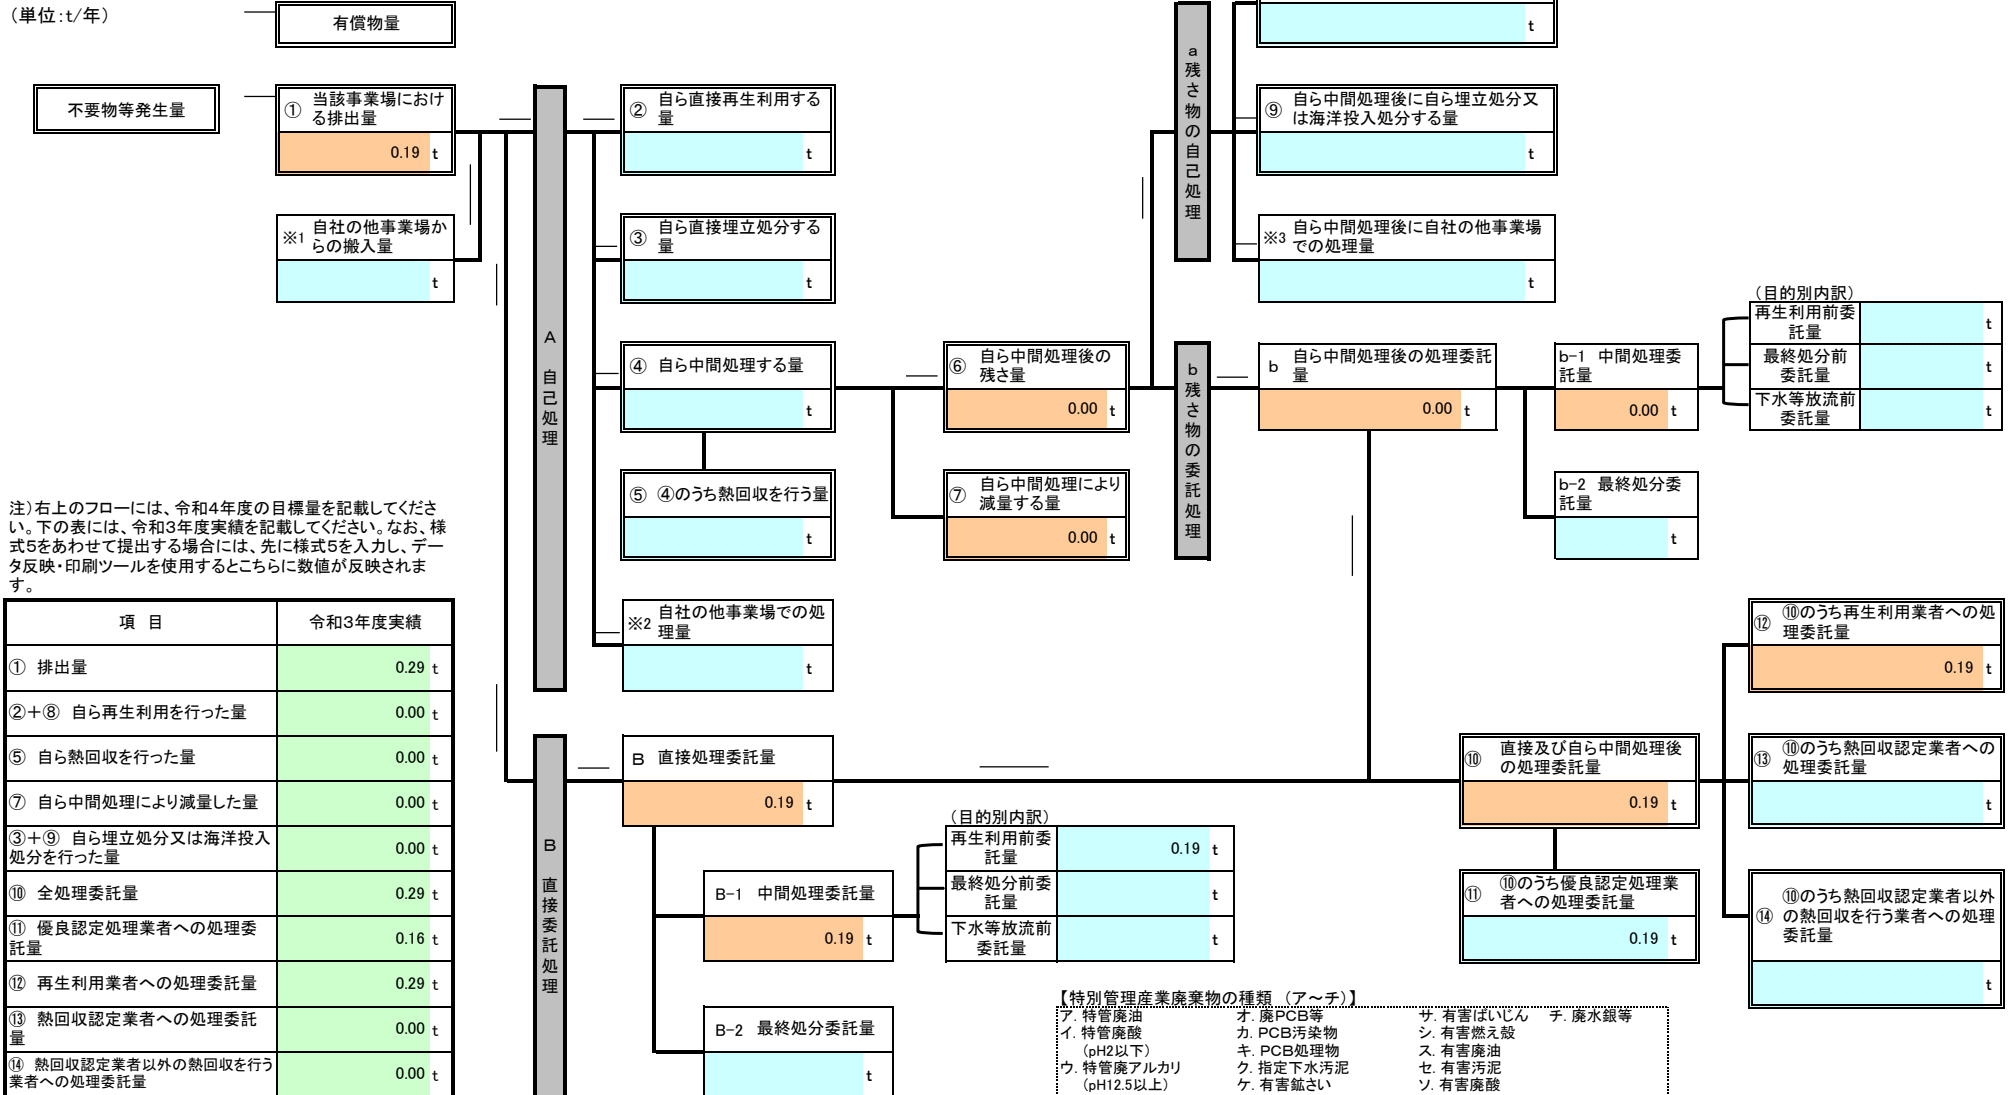 （単位：t/年）
有償物量
t
不要物等発生量
① 当該事業場におけ
る排出量
0.19 t
※1 自社の他事業場か
らの搬入量
t
A 自己処理
② 自ら直接再生利用する
量
t
③ 自ら直接埋立処分する
量
t
④ 自ら中間処理する量
t
⑤ ④のうち熱回収を行う量
t
※2 自社の他事業場での処
理量
t
⑥ 自ら中間処理後の
残さ量
0.00 t
⑦ 自ら中間処理により
減量する量
0.00 t
a 残さ物の自己処理
⑨ 自ら中間処理後に自ら埋立処分又
は海洋投入処分する量
t
※3 自ら中間処理後に自社の他事業場
での処理量
t
b 残さ物の委託処理
b 自ら中間処理後の処理委託
量
0.00 t
b-1 中間処理委
託量
0.00 t
（目的別内訳）
再生利用前委
託量
t
最終処分前
委託量
t
下水等放流前
委託量
t
b-2 最終処分委
託量
t
注）右上のフローには、令和４年度の目標量を記載してくださ
い。下の表には、令和３年度実績を記載してください。なお、様
式５をあわせて提出する場合には、先に様式５を入力し、デー
タ反映・印刷ツールを使用するとこちらに数値が反映されま
す。
項 目 令和３年度実績
① 排出量 0.29 t
②＋⑧ 自ら再生利用を行った量 0.00 t
⑤ 自ら熱回収を行った量 0.00 t
⑦ 自ら中間処理により減量した量 0.00 t
③＋⑨ 自ら埋立処分又は海洋投入
処分を行った量 0.00 t
⑩ 全処理委託量 0.29 t
⑪ 優良認定処理業者への処理委
託量 0.16 t
⑫ 再生利用業者への処理委託量 0.29 t
⑬ 熱回収認定業者への処理委託
量 0.00 t
⑭ 熱回収認定業者以外の熱回収を行う
業者への処理委託量 0.00 t
B 直接委託処理
B 直接処理委託量
0.19 t
B-1 中間処理委託量
0.19 t
（目的別内訳）
再生利用前委
託量
0.19 t
最終処分前委
託量
t
下水等放流前
委託量
t
B-2 最終処分委託量
t
⑩ 直接及び自ら中間処理後
の処理委託量
0.19 t
⑪ ⑩のうち優良認定処理業
者への処理委託量
0.19 t
⑫ ⑩のうち再生利用業者への処
理委託量
0.19 t
⑬ ⑩のうち熱回収認定業者への
処理委託量
t
⑭ ⑩のうち熱回収認定業者以外
の熱回収を行う業者への処理
委託量
t
【特別管理産業廃棄物の種類 （ア～チ）】
ア. 特管廃油 オ. 廃PCB等 サ. 有害ばいじん チ. 廃水銀等
イ. 特管廃酸 カ. PCB汚染物 シ. 有害燃え殻
（pH2以下） キ. PCB処理物 ス. 有害廃油
ウ. 特管廃アルカリ ク. 指定下水汚泥 セ. 有害汚泥
（pH12.5以上） ケ. 有害鉱さい ソ. 有害廃酸